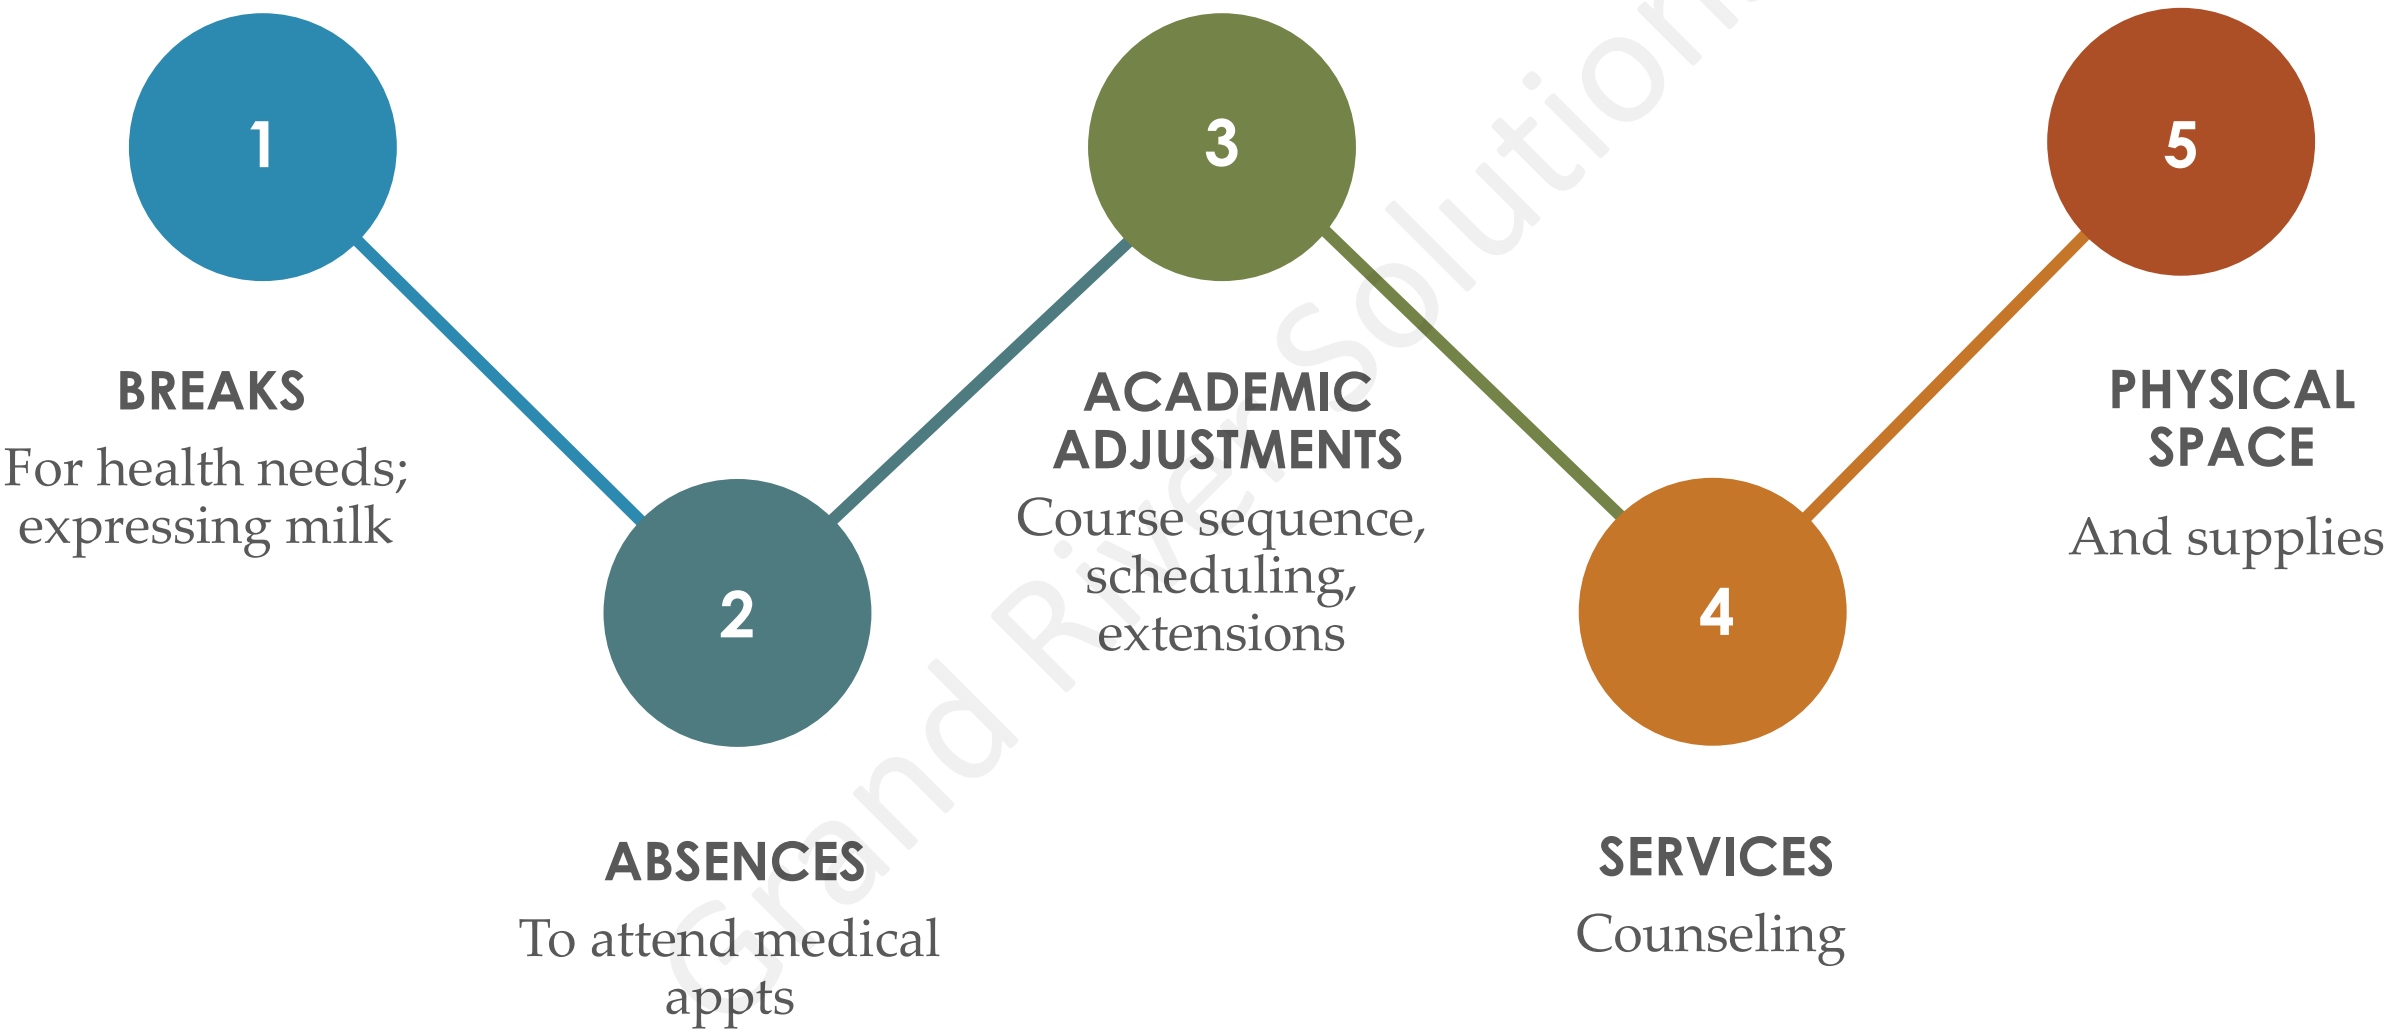 1
BREAKS
For health needs;
expressing milk
2
ABSENCES
To attend medical
appts
3
ACADEMIC
ADJUSTMENTS
Course sequence,
scheduling,
extensions
4
SERVICES
Counseling
5
PHYSICAL
SPACE
And supplies
Grand River Solution